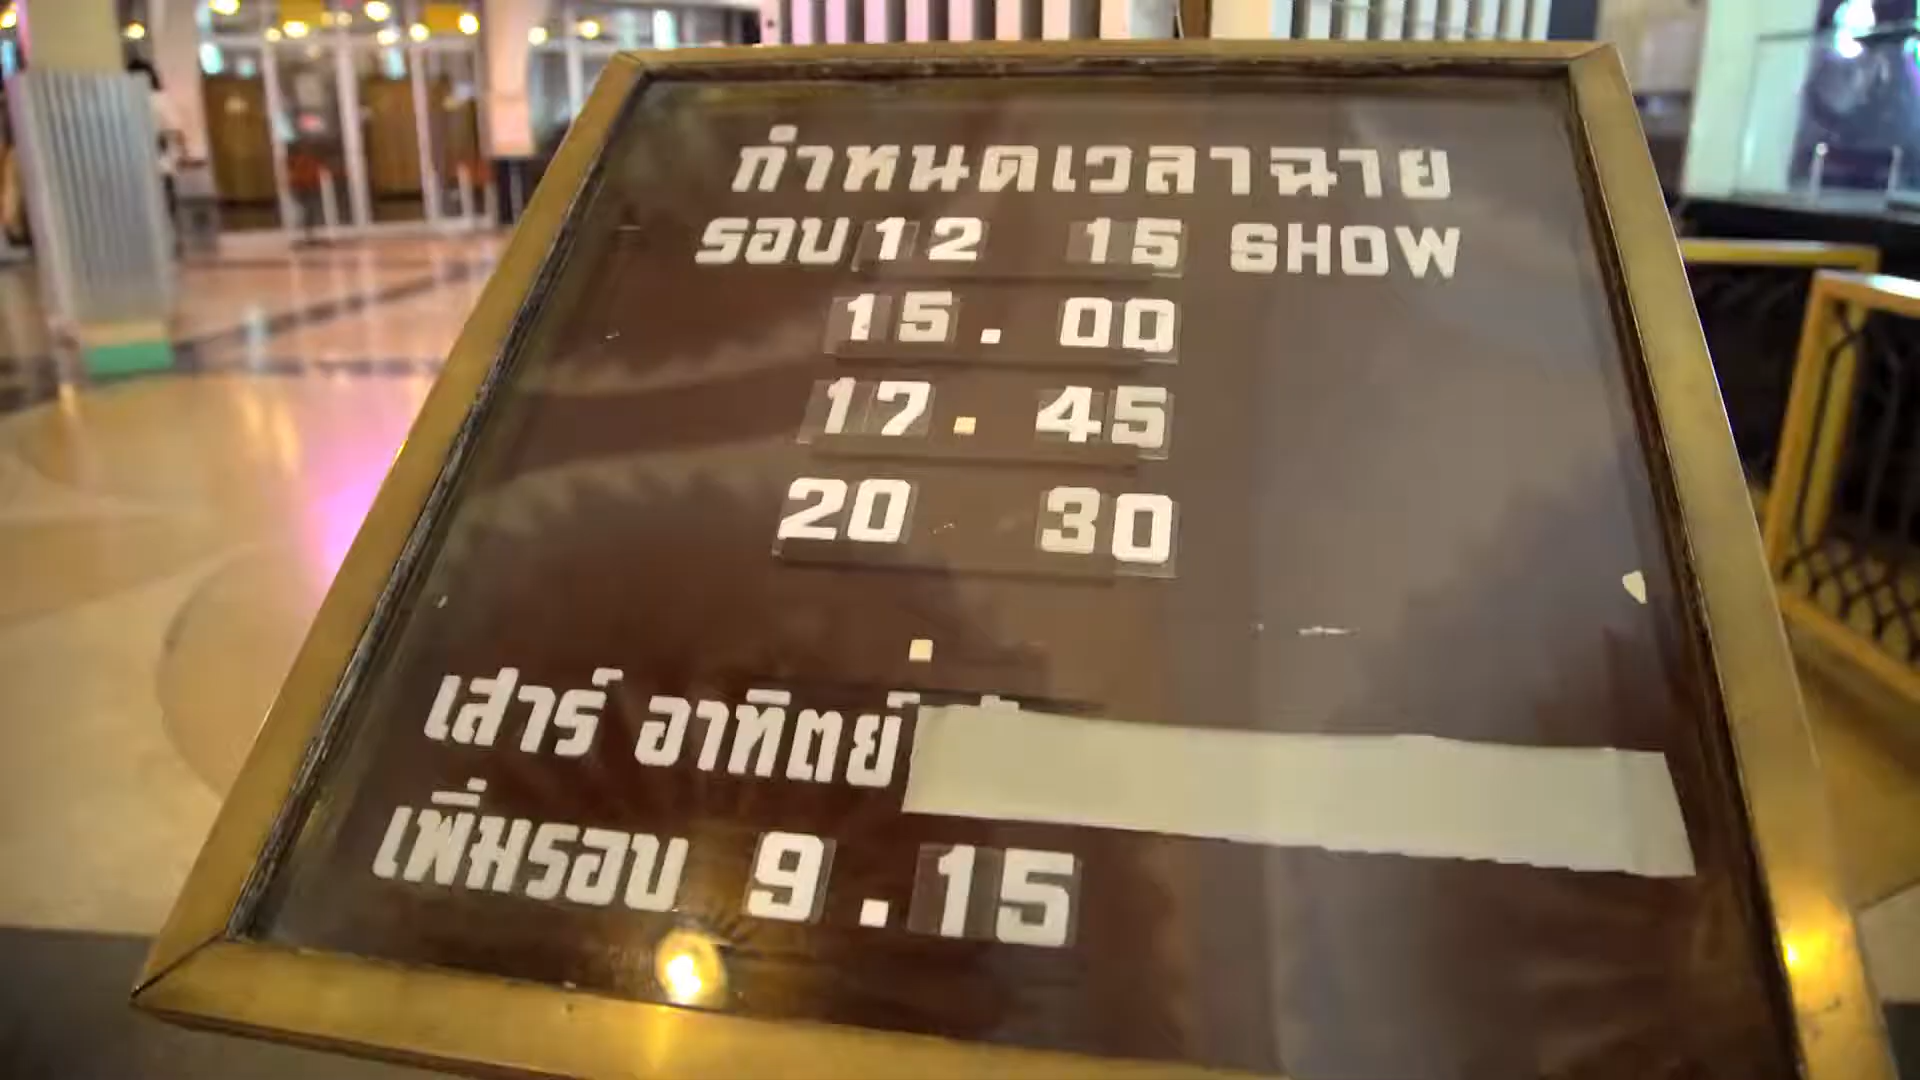 กำหนดเวลาฉาย
รอบ 12 15 SHOW
15.00
17.45
20 30
.
เสาร์ อาทิตย์
เพิ่มรอบ 9.15